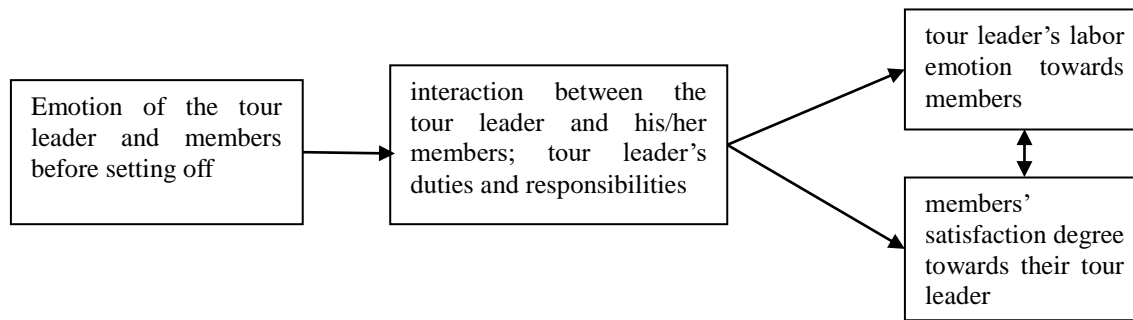 Emotion of the tour
leader and members
before setting off
interaction between the
tour leader and his/her
members; tour leader’s
duties and responsibilities
tour leader’s labor
emotion towards
members
members’
satisfaction degree
towards their tour
leader